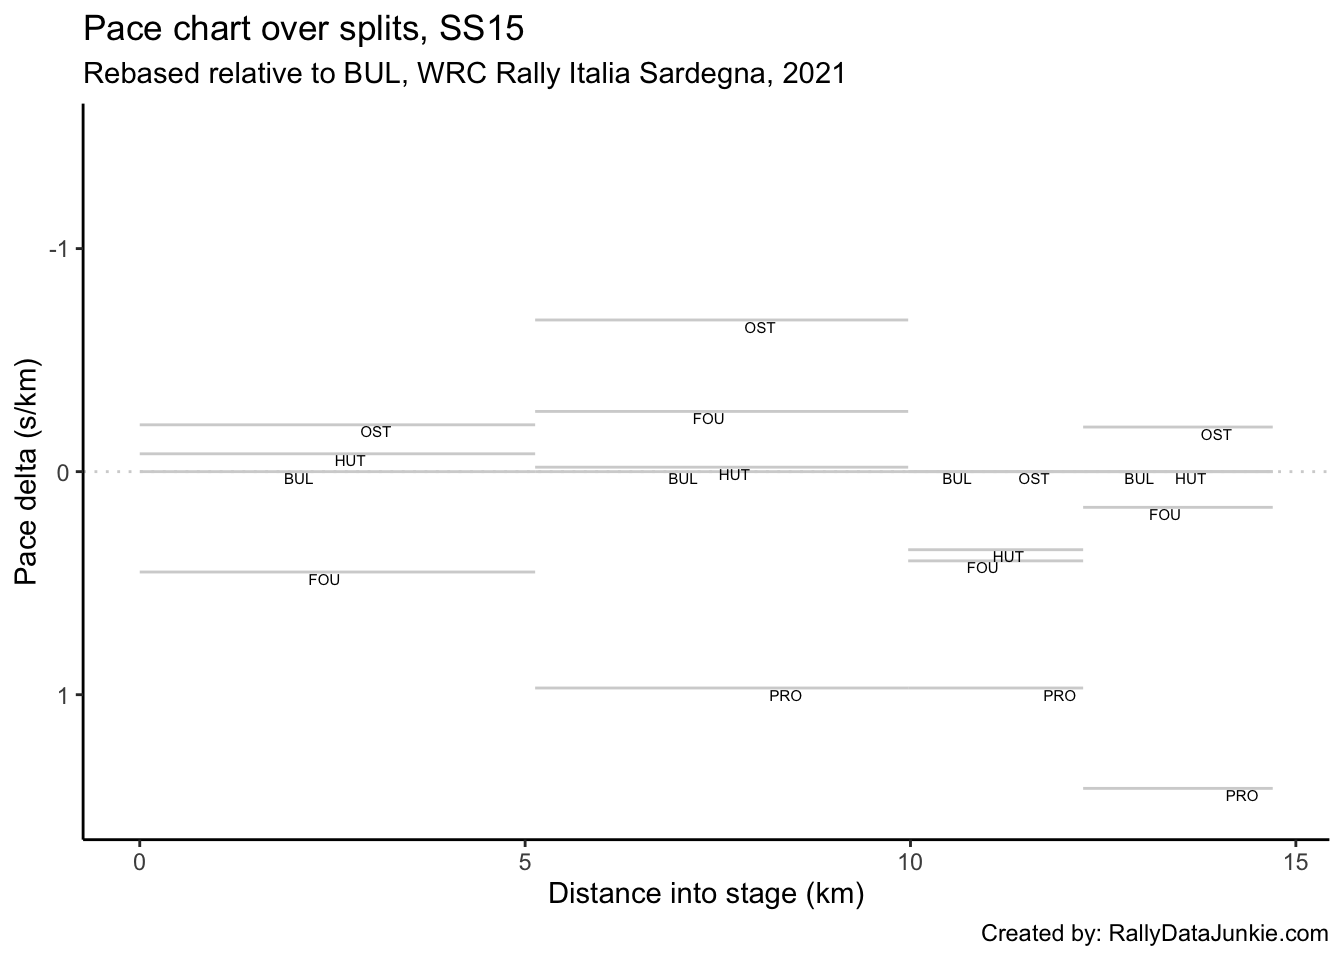 Pace chart over splits, SS15
Rebased relative to BUL, WRC Rally Italia Sardegna, 2021
Pace delta (s/km)
-1
0
1
OST
FOU
OST
HUT
BUL
FOU
BUL
HUT
BUL
OST
OST
BUL
HUT
FOU
HUT
FOU
PRO
PRO
PRO
0
5
10
15
Distance into stage (km)
Created by: RallyDataJunkie.com